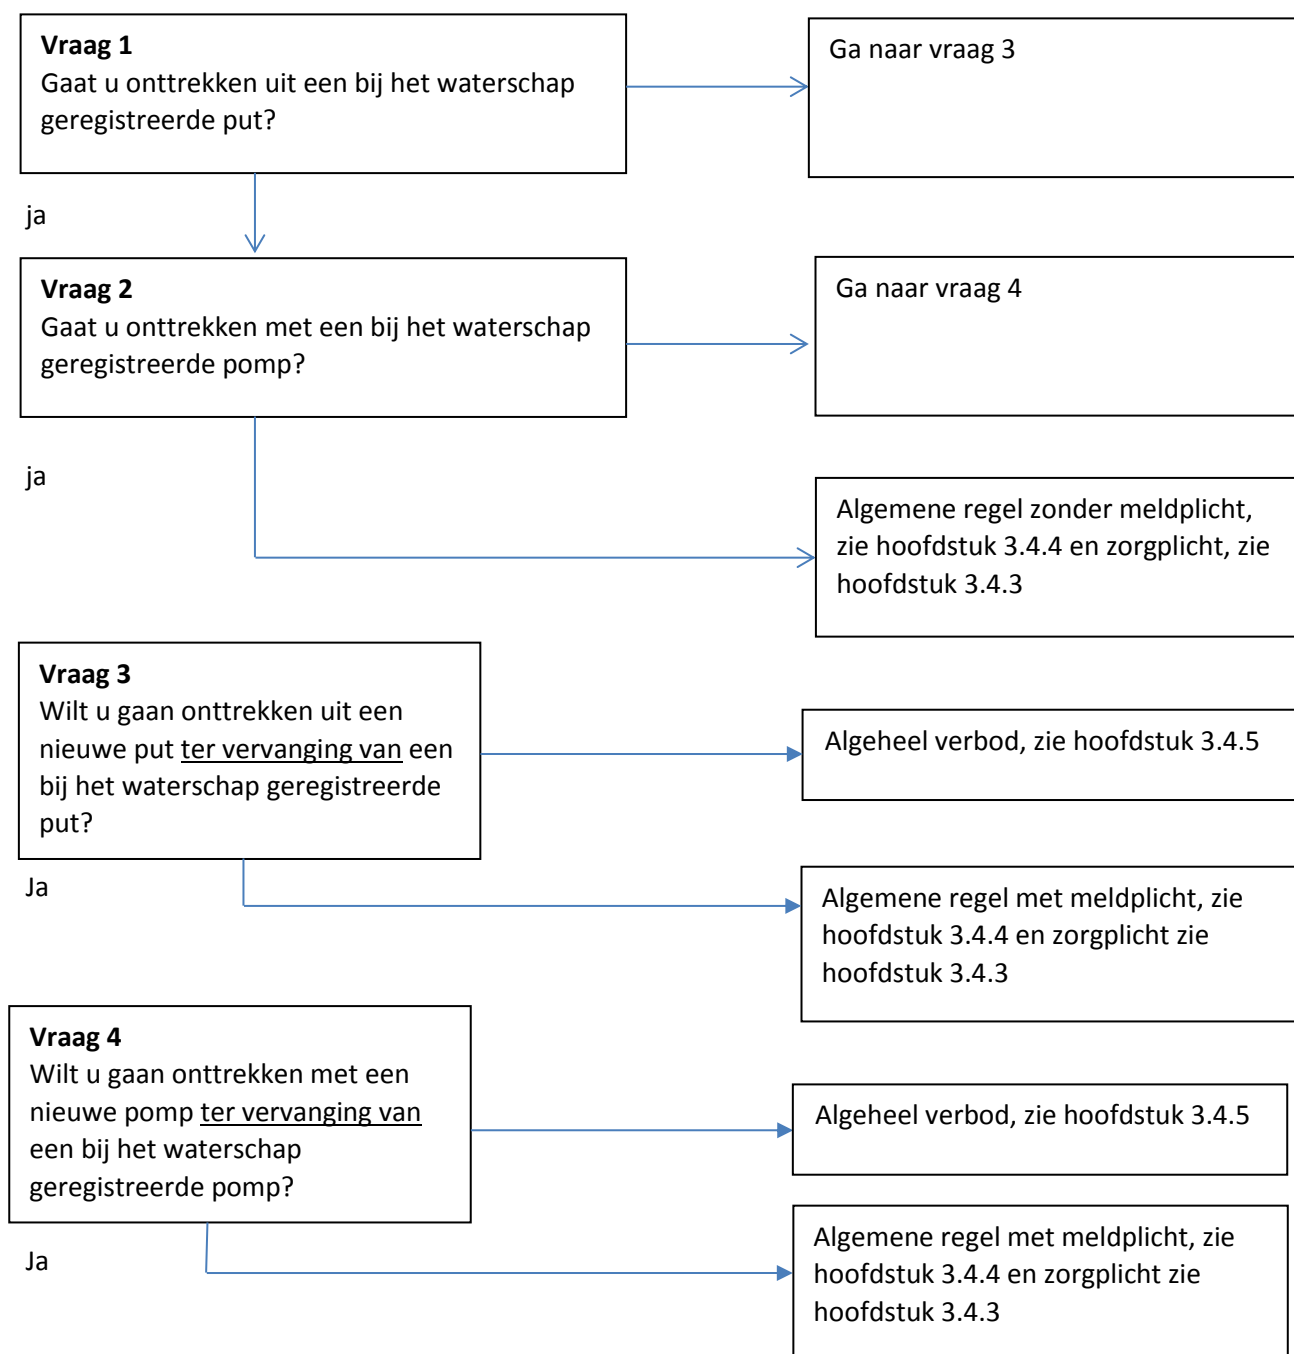 Vraag 1
Gaat u onttrekken uit een bij het waterschap
geregistreerde put?
Ga naar vraag 3
ja
Vraag 2
Gaat u onttrekken met een bij het waterschap
geregistreerde pomp?
Ga naar vraag 4
ja
Algemene regel zonder meldplicht,
zie hoofdstuk 3.4.4 en zorgplicht, zie
hoofdstuk 3.4.3
Vraag 3
Wilt u gaan onttrekken uit een
nieuwe put ter vervanging van een
bij het waterschap geregistreerde
put?
Algeheel verbod, zie hoofdstuk 3.4.5
Ja
Algemene regel met meldplicht, zie
hoofdstuk 3.4.4 en zorgplicht zie
hoofdstuk 3.4.3
Vraag 4
Wilt u gaan onttrekken met een
nieuwe pomp ter vervanging van
een bij het waterschap
geregistreerde pomp?
Algeheel verbod, zie hoofdstuk 3.4.5
Ja
Algemene regel met meldplicht, zie
hoofdstuk 3.4.4 en zorgplicht zie
hoofdstuk 3.4.3